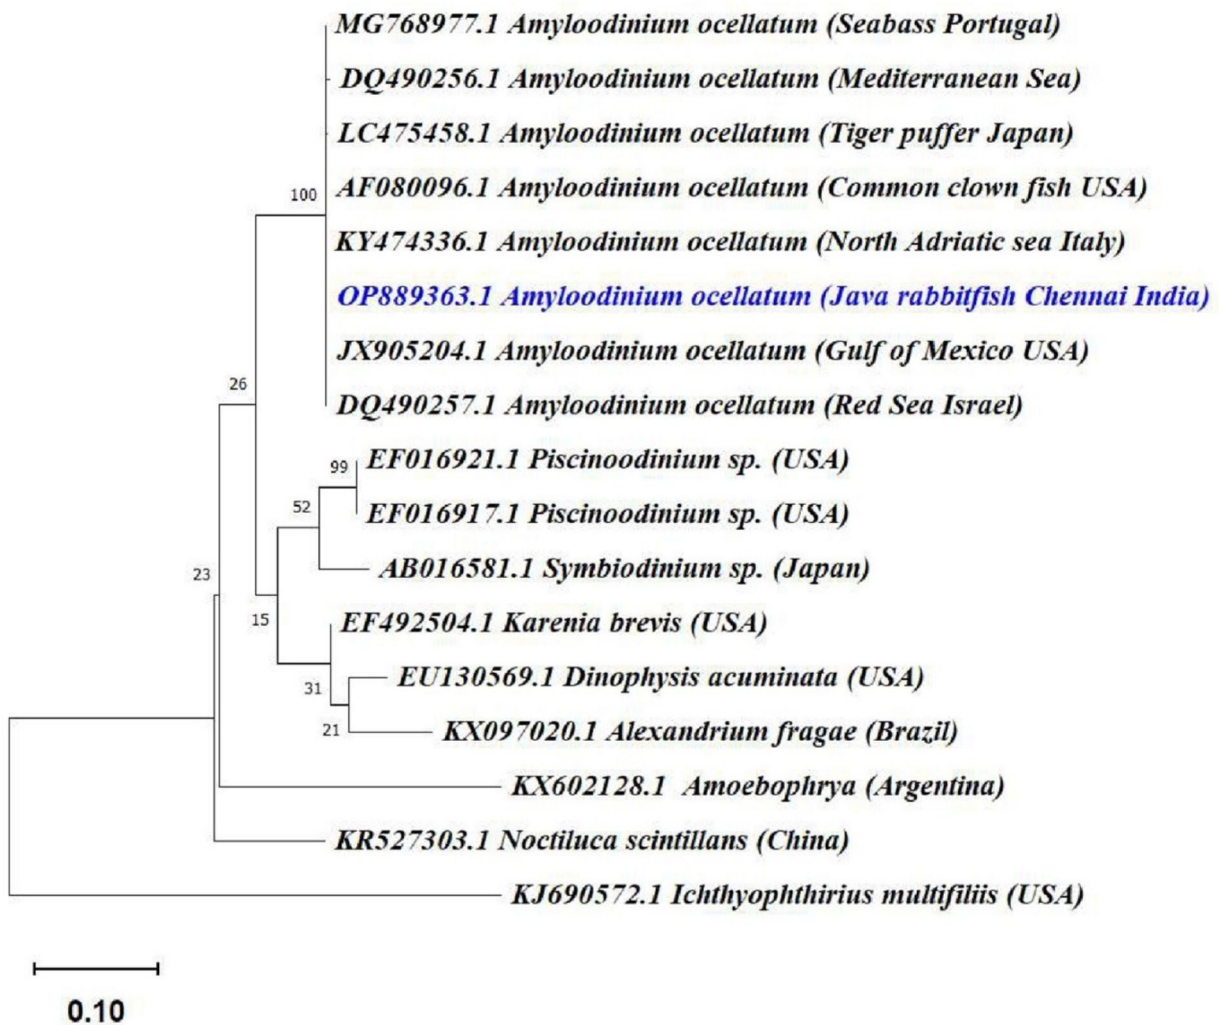 MG768977.1 Amyloodinium ocellatum (Seabass Portugal)
DQ490256.1 Amyloodinium ocellatum (Mediterranean Sea)
LC475458.1 Amyloodinium ocellatum (Tiger puffer Japan)
100
AF080096.1 Amyloodinium ocellatum (Common clown fish USA)
KY474336.1 Amyloodinium ocellatum (North Adriatic sea Italy)
OP889363.1 Amyloodinium ocellatum (Java rabbitfish Chennai India)
JX905204.1 Amyloodinium ocellatum (Gulf of Mexico USA)
26
DQ490257.1 Amyloodinium ocellatum (Red Sea Israel)
99
EF016921.1 Piscinoodinium sp. (USA)
52
EF016917.1 Piscinoodinium sp. (USA)
23
AB016581.1 Symbiodinium sp. (Japan)
15
EF492504.1 Karenia brevis (USA)
31
EU130569.1 Dinophysis acuminata (USA)
21
KX097020.1 Alexandrium fragae (Brazil)
KX602128.1 Amoebophrya (Argentina)
KR527303.1 Noctiluca scintillans (China)
KJ690572.1 Ichthyophthirius multifiliis (USA)
0.10